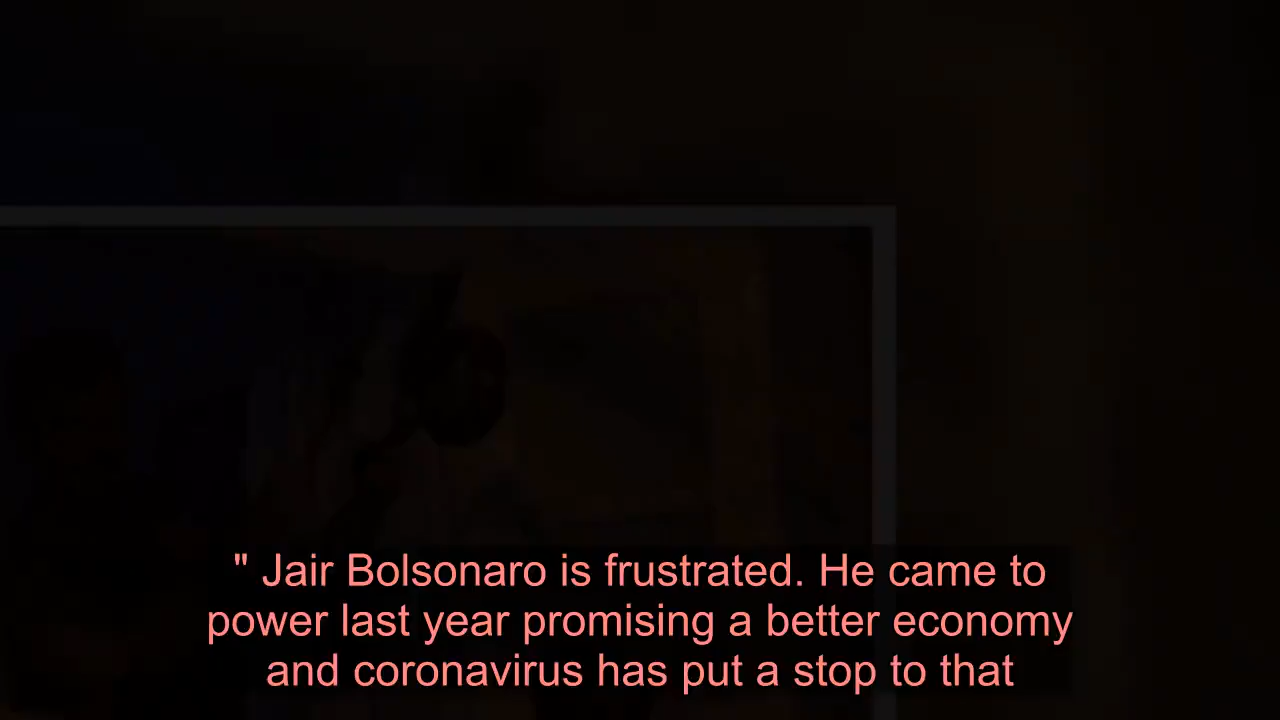 " Jair Bolsonaro is frustrated. He came to
power last year promising a better economy
and coronavirus has put a stop to that